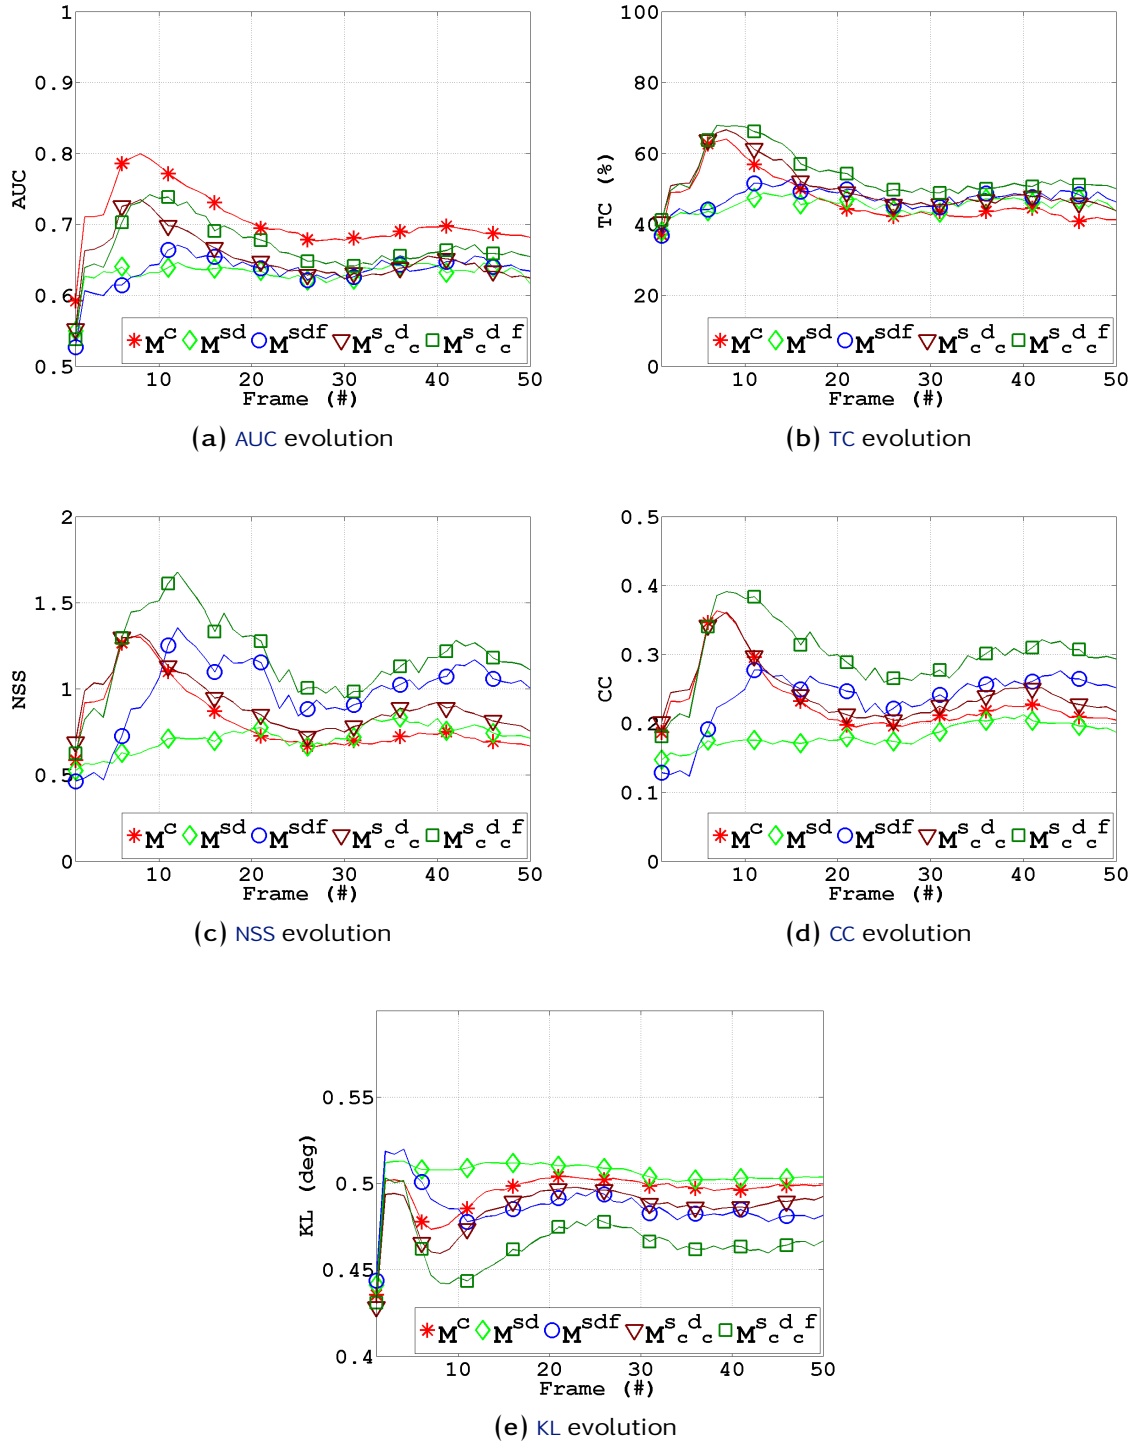 1
0.9
0.8
0.7
0.6
0.5
AUC
10 20 30 40 50
Frame (#)
M^c M^sd M^sdf M^s_c^d_c M^s_c^d_c^f
(a) AUC evolution
100
80
60
40
20
0
TC (%)
10 20 30 40 50
Frame (#)
M^c M^sd M^sdf M^s_c^d_c M^s_c^d_c^f
(b) TC evolution
2
1.5
1
0.5
0
NSS
10 20 30 40 50
Frame (#)
M^c M^sd M^sdf M^s_c^d_c M^s_c^d_c^f
(c) NSS evolution
0.5
0.4
0.3
0.2
0.1
0
CC
10 20 30 40 50
Frame (#)
M^c M^sd M^sdf M^s_c^d_c M^s_c^d_c^f
(d) CC evolution
0.55
0.5
0.45
0.4
KL (deg)
10 20 30 40 50
Frame (#)
M^c M^sd M^sdf M^s_c^d_c M^s_c^d_c^f
(e) KL evolution